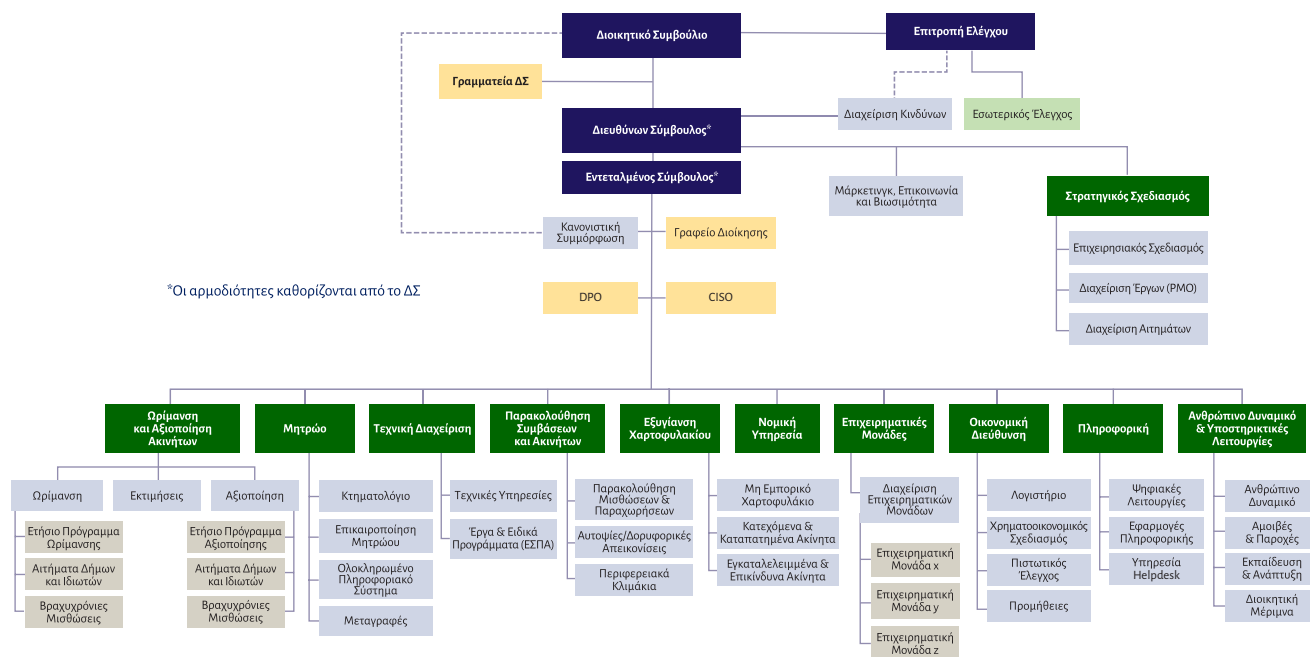 Διοικητικό Συμβούλιο
Επιτροπή Ελέγχου
Γραμματεία ΔΣ
Διαχείριση Κινδύνων
Εσωτερικός Έλεγχος
Διευθύνων Σύμβουλος*
Εντεταλμένος Σύμβουλος*
Μάρκετινγκ, Επικοινωνία
και Βιωσιμότητα
Στρατηγικός Σχεδιασμός
Κανονιστική
Συμμόρφωση
Γραφείο Διοίκησης
Επιχειρησιακός Σχεδιασμός
Διαχείριση Έργων (PMO)
Διαχείριση Αιτημάτων
*Οι αρμοδιότητες καθορίζονται από το ΔΣ
DPO
CISO
Ωρίμανση
και Αξιοποίηση
Ακινήτων
Μητρώο
Τεχνική Διαχείριση
Παρακολούθηση
Συμβάσεων
και Ακινήτων
Εξυγίανση
Χαρτοφυλακίου
Νομική
Υπηρεσία
Επιχειρηματικές
Μονάδες
Οικονομική
Διεύθυνση
Πληροφορική
Ανθρώπινο Δυναμικό
& Υποστηρικτικές
Λειτουργίες
Ωρίμανση
Εκτιμήσεις
Αξιοποίηση
Ετήσιο Πρόγραμμα
Ωρίμανσης
Αιτήματα Δήμων
και Ιδιωτών
Βραχυχρόνιες
Μισθώσεις
Ετήσιο Πρόγραμμα
Αξιοποίησης
Αιτήματα Δήμων
και Ιδιωτών
Βραχυχρόνιες
Μισθώσεις
Κτηματολόγιο
Επικαιροποίηση
Μητρώου
Ολοκληρωμένο
Πληροφοριακό
Σύστημα
Μεταγραφές
Τεχνικές Υπηρεσίες
Έργα & Ειδικά
Προγράμματα (ΕΣΠΑ)
Παρακολούθηση
Μισθώσεων &
Παραχωρήσεων
Αυτοψίες/Δορυφορικές
Απεικονίσεις
Περιφερειακά
Κλιμάκια
Μη Εμπορικό
Χαρτοφυλάκιο
Κατεχόμενα &
Καταπατημένα Ακίνητα
Εγκαταλελειμμένα &
Επικίνδυνα Ακίνητα
Διαχείριση
Επιχειρηματικών
Μονάδων
Επιχειρηματική
Μονάδα x
Επιχειρηματική
Μονάδα y
Επιχειρηματική
Μονάδα z
Λογιστήριο
Χρηματοοικονομικός
Σχεδιασμός
Πιστωτικός
Έλεγχος
Προμήθειες
Ψηφιακές
Λειτουργίες
Εφαρμογές
Πληροφορικής
Υπηρεσία
Helpdesk
Ανθρώπινο
Δυναμικό
Αμοιβές
& Παροχές
Εκπαίδευση
& Ανάπτυξη
Διοικητική
Μέριμνα